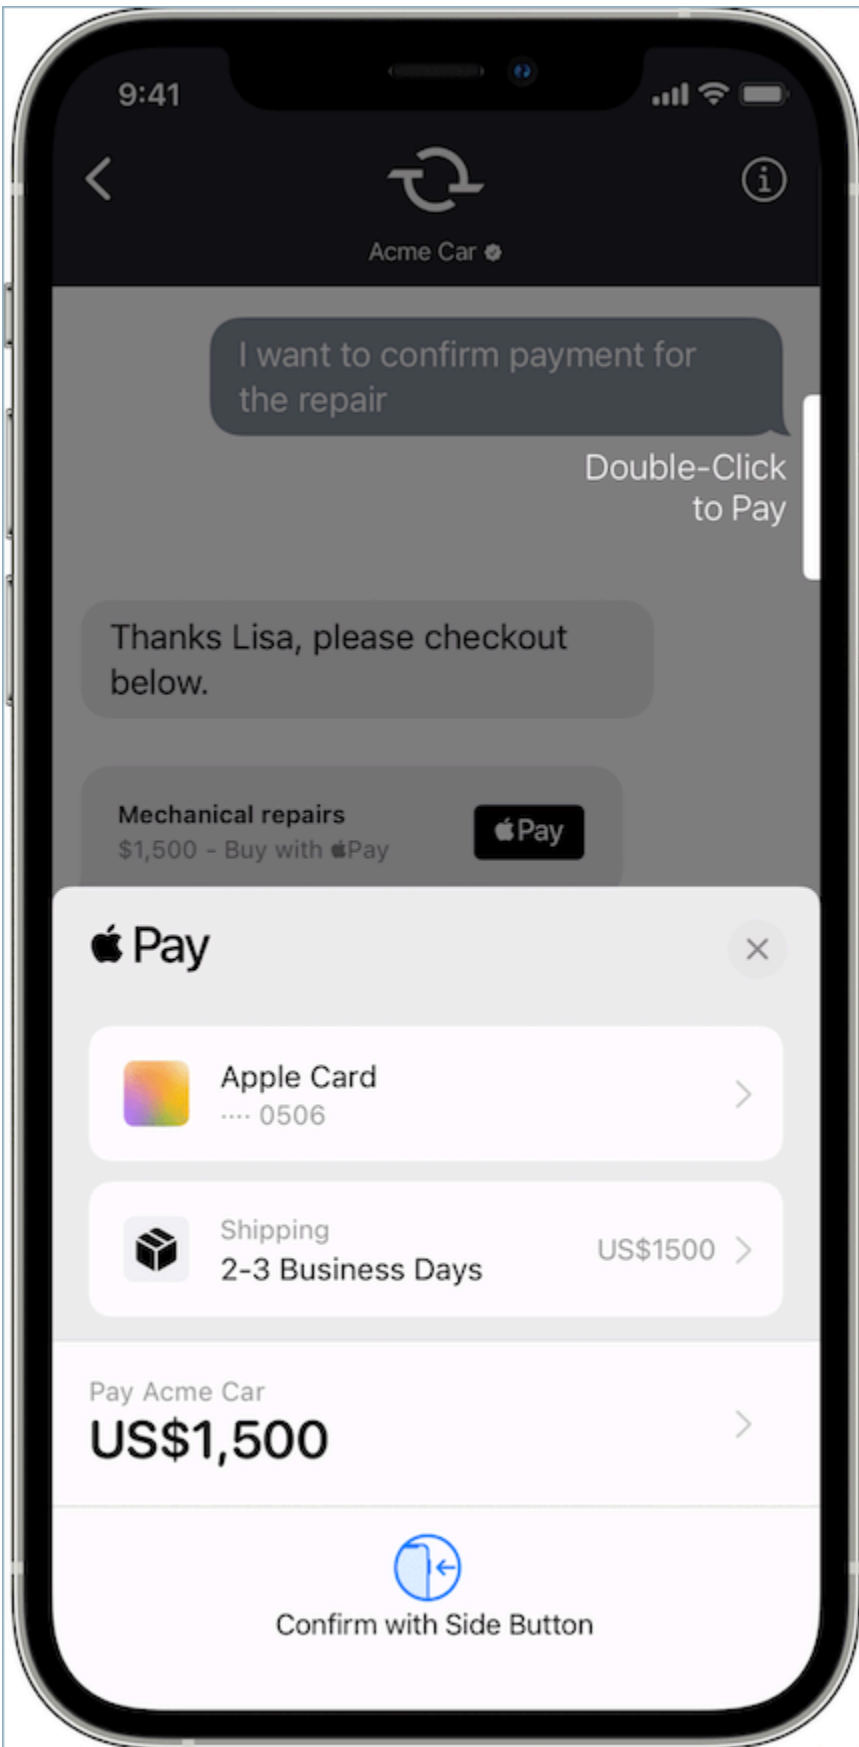 9:41
Acme Car
I want to confirm payment for
the repair
Double-Click
to Pay
Thanks Lisa, please checkout
below.
Mechanical repairs
$1,500 - Buy with Pay
Pay
Pay
Apple Card
···· 0506
Shipping
2-3 Business Days
US$1500
Pay Acme Car
US$1,500
Confirm with Side Button